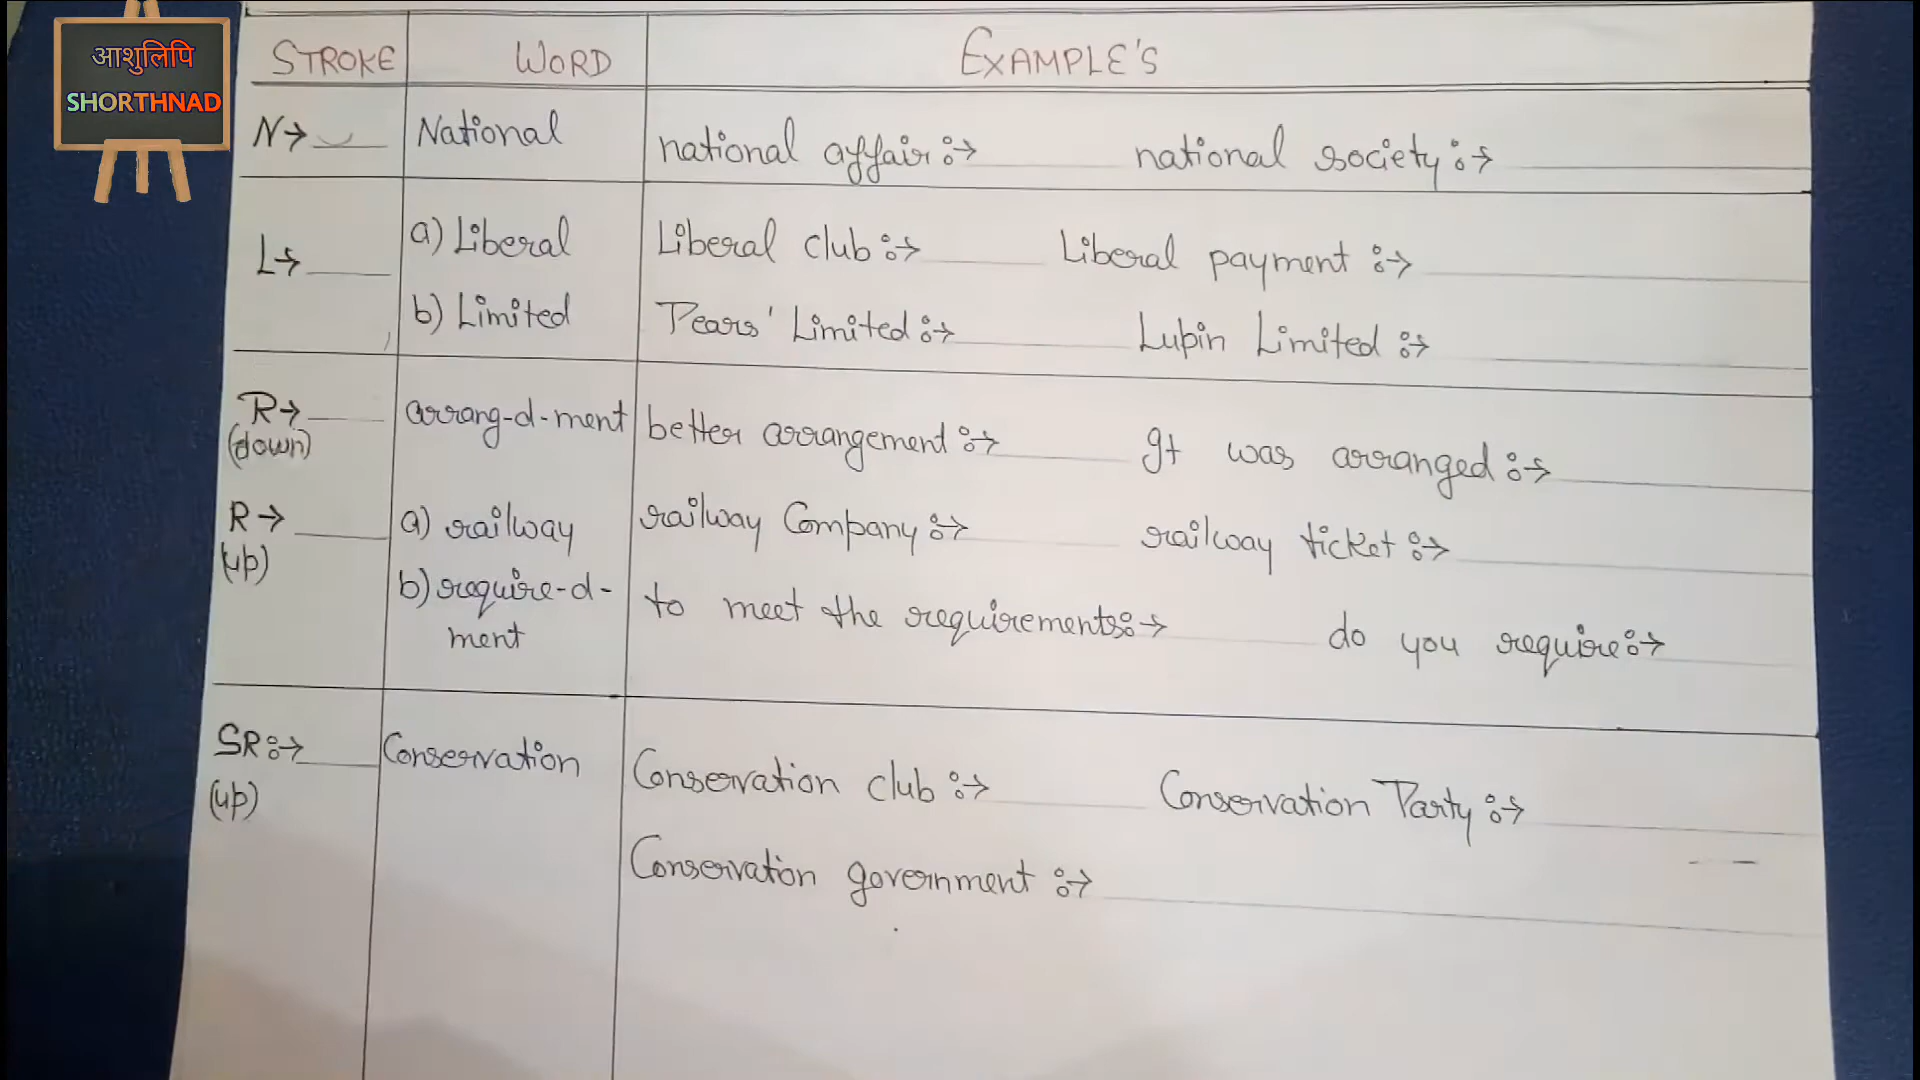 आशुलिपि
SHORTHNAD
STROKE WORD EXAMPLE'S
N→ National national affair:→ national society:→
L→ a) Liberal Liberal club:→ Liberal payment:→
b) Limited Pears' Limited:→ Lupin Limited:→
R→ arrang-d-ment better arrangement:→ It was arranged:→
(down)
R→ a) railway railway Company:→ railway ticket:→
(up) b) require-d- to meet the requirements:→ do you require:→
ment
SR:→ Conservation Conservation club:→ Conservation Party:→
(up)
Conservation government:→